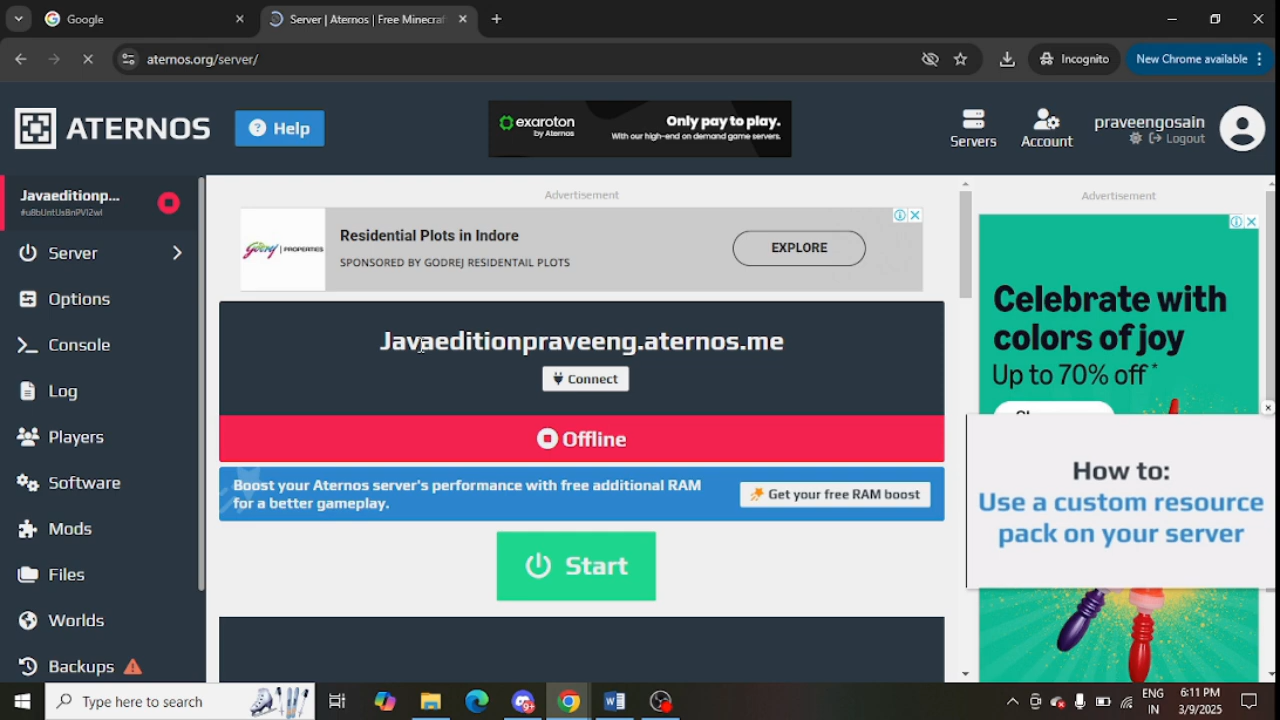 Google
Server | Aternos | Free Minecraf
aternos.org/server/
Incognito
New Chrome available
ATERNOS
Help
exaroton
by Aternos
Only pay to play.
With our high-end on demand game servers.
Servers
Account
praveengosain
Logout
Javaeditionp...
Server
Options
Console
Log
Players
Software
Mods
Files
Worlds
Backups
Advertisement
Godrej | PROPERTIES
Residential Plots in Indore
SPONSORED BY GODREJ RESIDENTAIL PLOTS
EXPLORE
Javaeditionpraveeng.aternos.me
Connect
Offline
Boost your Aternos server's performance with free additional RAM
for a better gameplay.
Get your free RAM boost
Start
Advertisement
Celebrate with
colors of joy
Up to 70% off*
How to:
Use a custom resource
pack on your server
Type here to search
ENG
IN
6:11 PM
3/9/2025